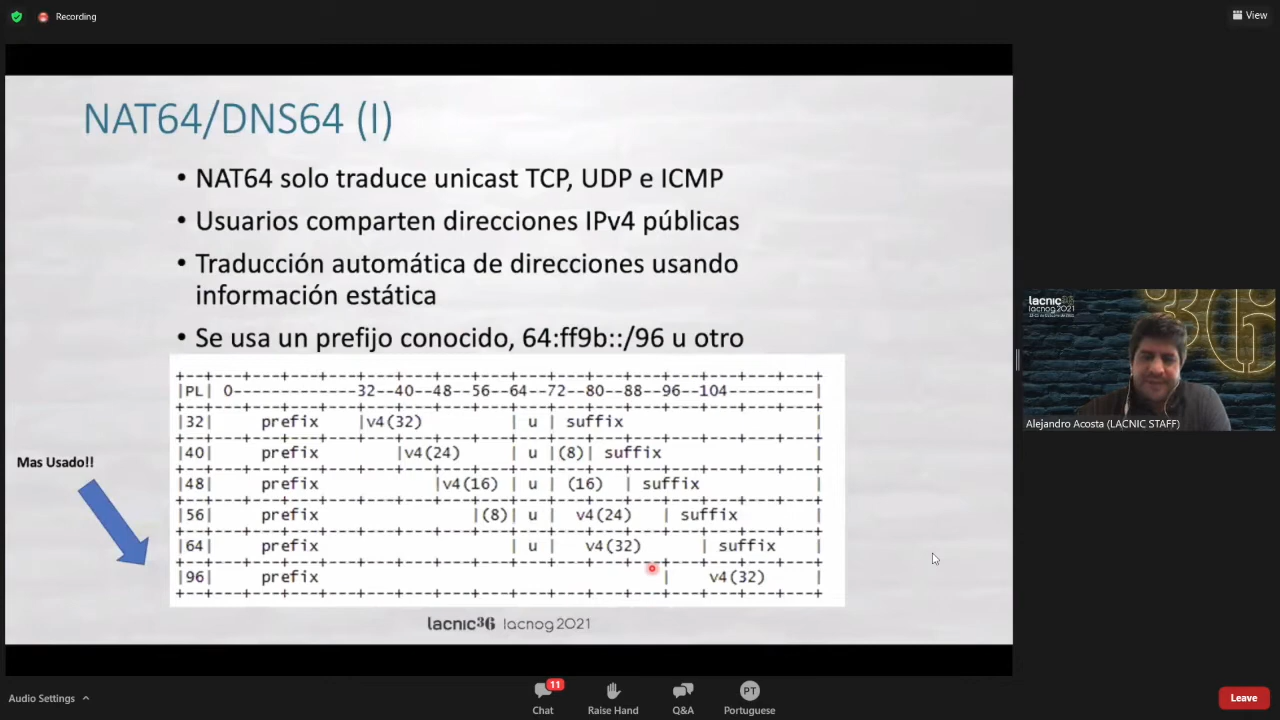 Recording
View
NAT64/DNS64 (I)
• NAT64 solo traduce unicast TCP, UDP e ICMP
• Usuarios comparten direcciones IPv4 públicas
• Traducción automática de direcciones usando
información estática
• Se usa un prefijo conocido, 64:ff9b::/96 u otro
+--+---+---+---+---+---+---+---+---+---+---+---+---+---+---+---+---+
|PL| 0-------------32--40--48--56--64--72--80--88--96--104---------|
+--+---+---+---+---+---+---+---+---+---+---+---+---+---+---+---+---+
|32| prefix |v4(32) | u | suffix |
+--+---+---+---+---+---+---+---+---+---+---+---+---+---+---+---+---+
|40| prefix |v4(24) | u |(8)| suffix |
+--+---+---+---+---+---+---+---+---+---+---+---+---+---+---+---+---+
|48| prefix |v4(16) | u | (16) | suffix |
+--+---+---+---+---+---+---+---+---+---+---+---+---+---+---+---+---+
|56| prefix |(8)| u | v4(24) | suffix |
+--+---+---+---+---+---+---+---+---+---+---+---+---+---+---+---+---+
|64| prefix | u | v4(32) | suffix |
+--+---+---+---+---+---+---+---+---+---+---+---+---+---+---+---+---+
|96| prefix | v4(32) |
+--+---+---+---+---+---+---+---+---+---+---+---+---+---+---+---+---+
Mas Usado!!
lacnic36 lacnog2021
lacnic36
lacnog2021
36
Alejandro Acosta (LACNIC STAFF)
Audio Settings
11
Chat
Raise Hand
Q&A
PT
Portuguese
Leave